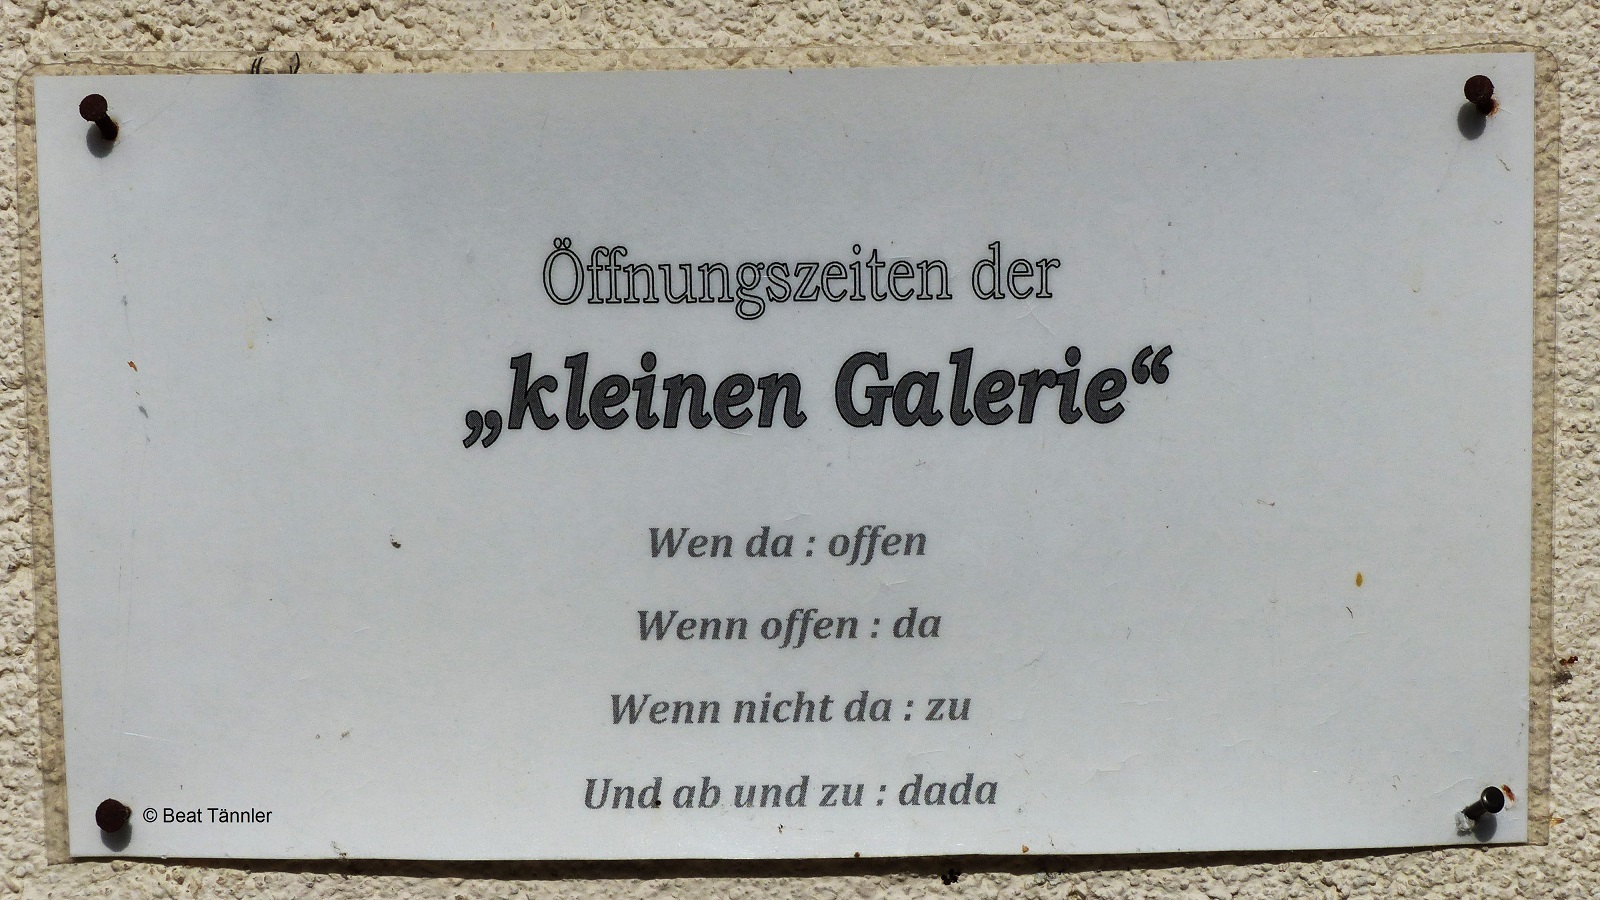 Öffnungszeiten der
„kleinen Galerie“
Wen da : offen
Wenn offen : da
Wenn nicht da : zu
Und ab und zu : dada
© Beat Tännler